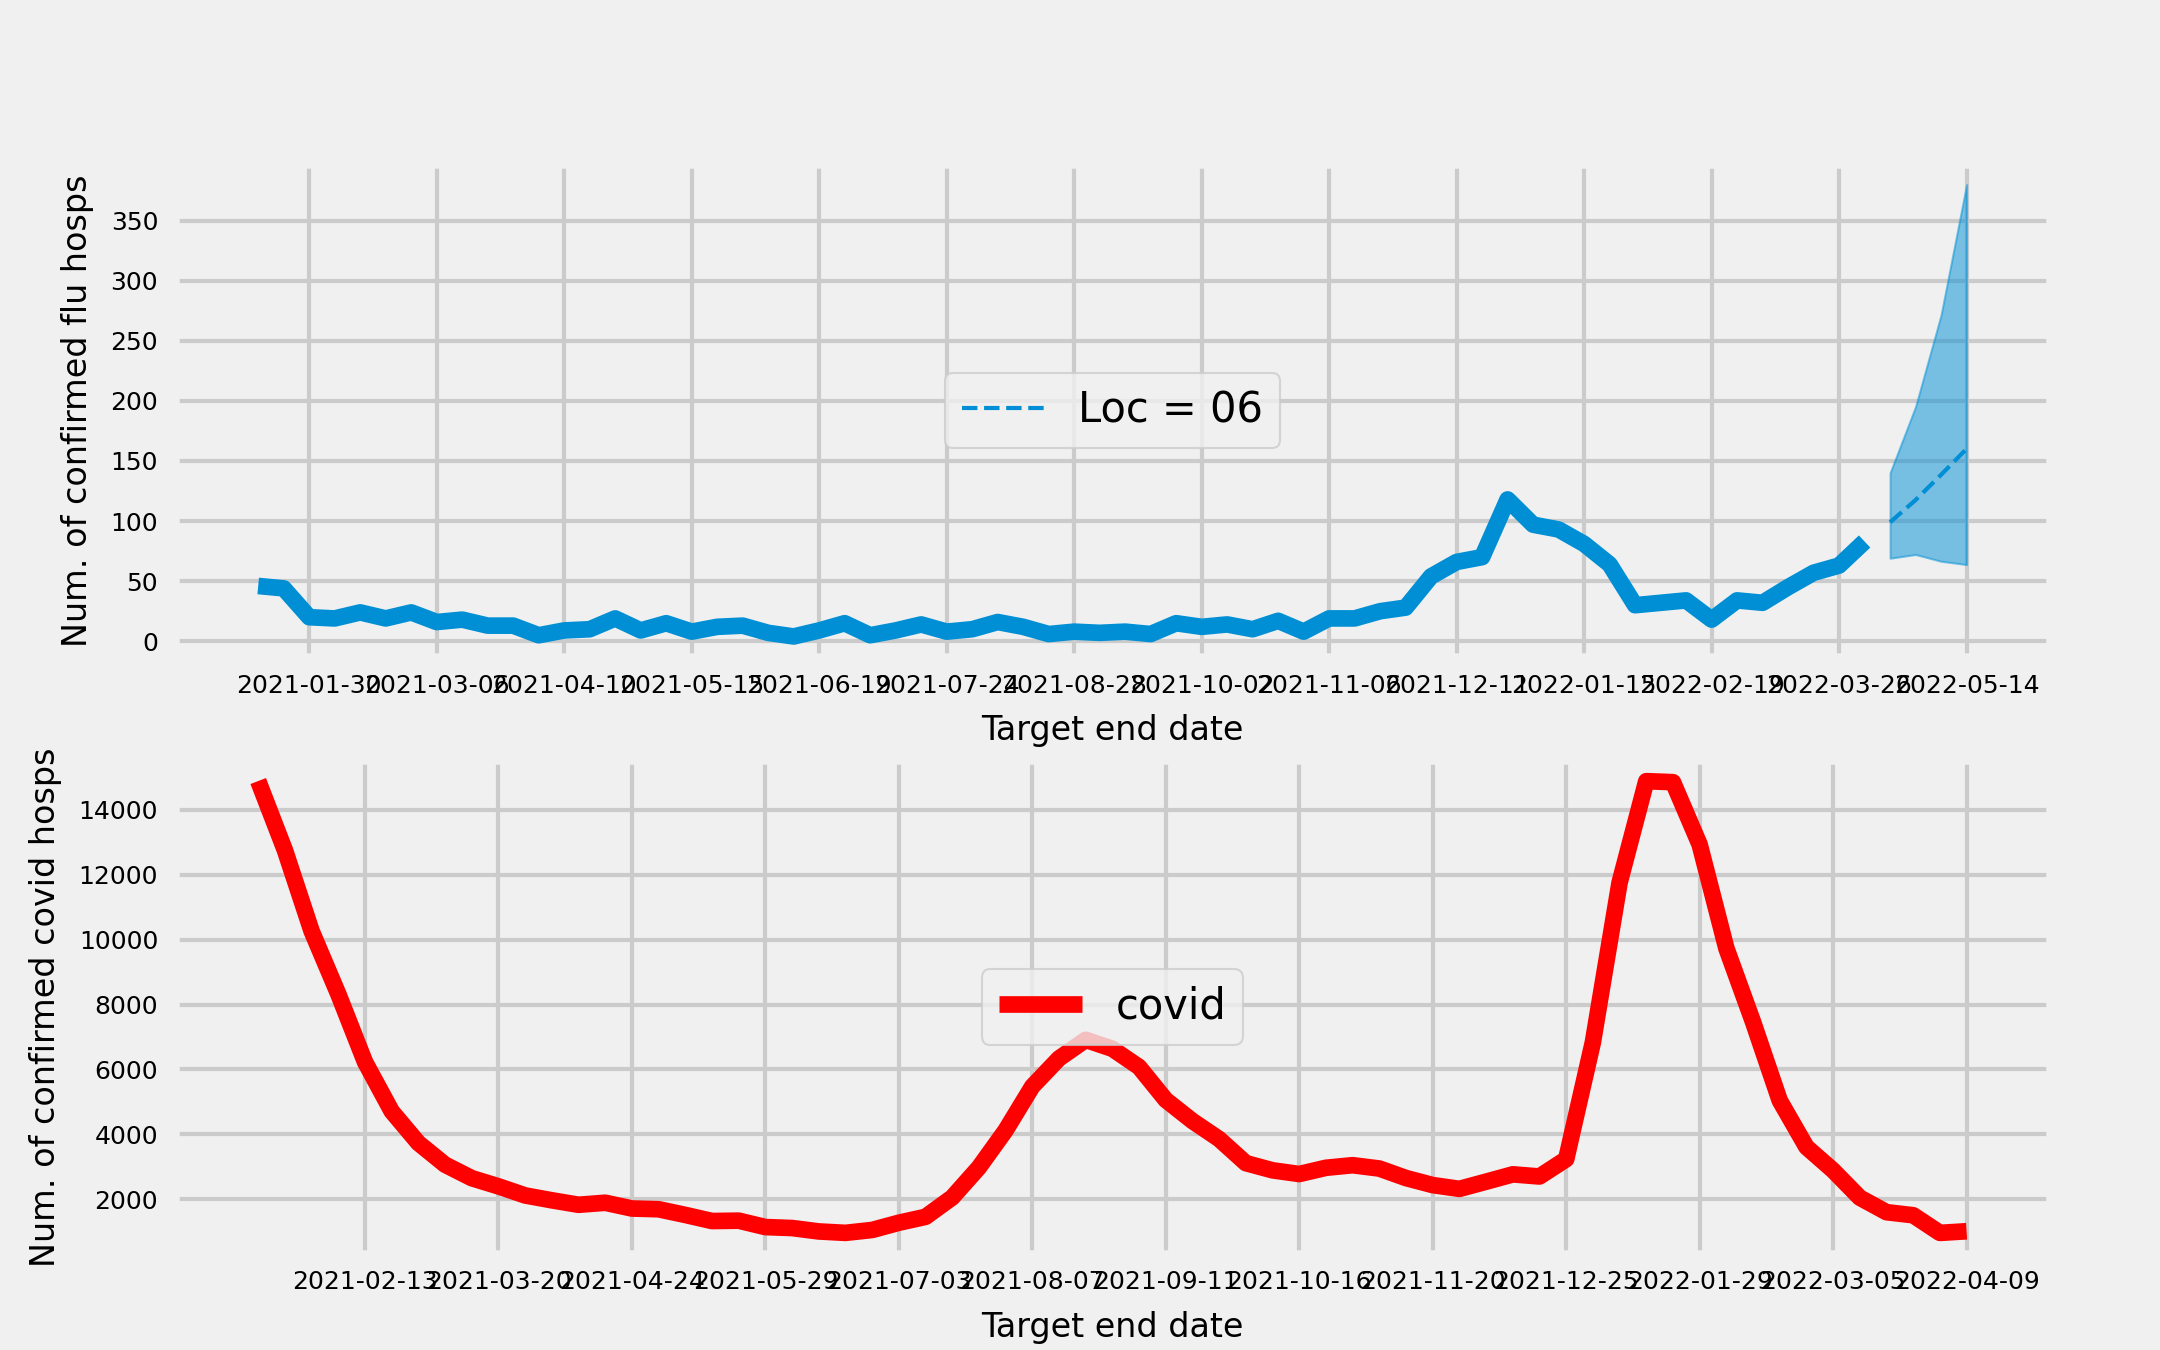 Num. of confirmed flu hosps
350
300
250
200
150
100
50
0
Loc = 06
2021-01-30 2021-03-06 2021-04-10 2021-05-15 2021-06-19 2021-07-24 2021-08-28 2021-10-02 2021-11-06 2021-12-11 2022-01-15 2022-02-19 2022-03-26 2022-05-14
Target end date
Num. of confirmed covid hosps
14000
12000
10000
8000
6000
4000
2000
covid
2021-02-13 2021-03-20 2021-04-24 2021-05-29 2021-07-03 2021-08-07 2021-09-11 2021-10-16 2021-11-20 2021-12-25 2022-01-29 2022-03-05 2022-04-09
Target end date